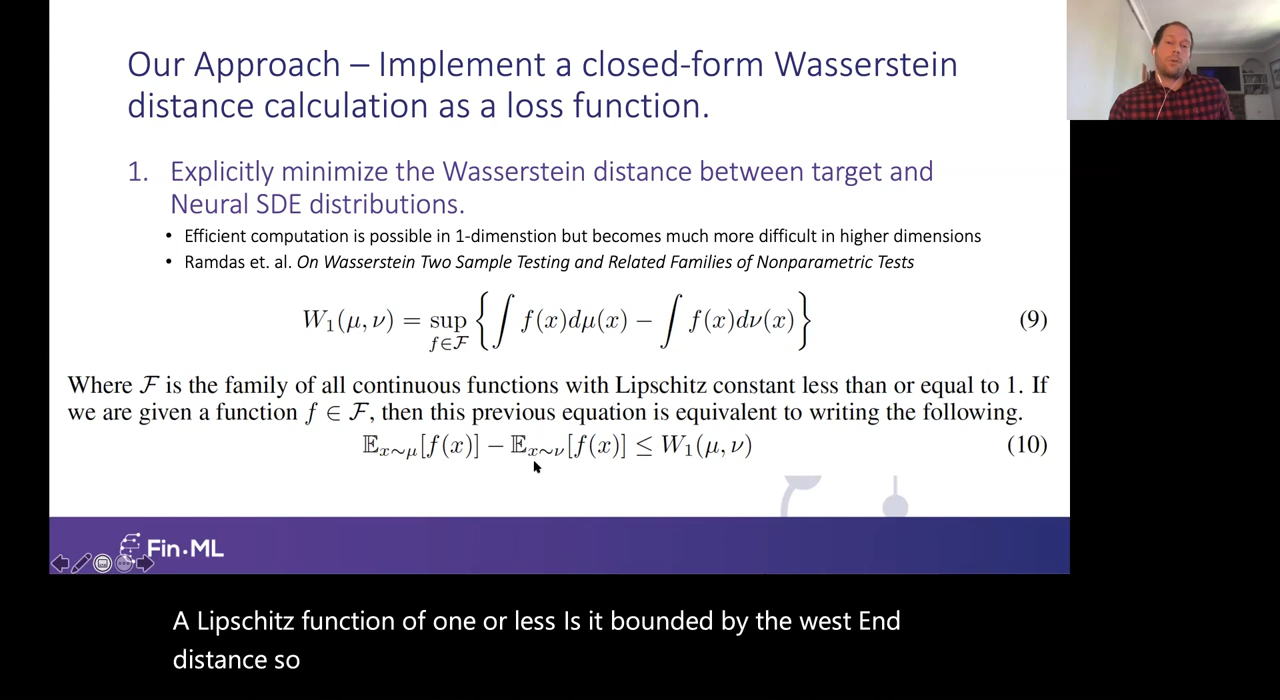 Our Approach – Implement a closed-form Wasserstein
distance calculation as a loss function.
1. Explicitly minimize the Wasserstein distance between target and
Neural SDE distributions.
• Efficient computation is possible in 1-dimenstion but becomes much more difficult in higher dimensions
• Ramdas et. al. On Wasserstein Two Sample Testing and Related Families of Nonparametric Tests
W₁(μ, ν) = sup_{f∈ℱ} { ∫ f(x)dμ(x) − ∫ f(x)dν(x) } (9)
Where ℱ is the family of all continuous functions with Lipschitz constant less than or equal to 1. If
we are given a function f ∈ ℱ, then this previous equation is equivalent to writing the following.
𝔼_{x∼μ}[f(x)] − 𝔼_{x∼ν}[f(x)] ≤ W₁(μ, ν) (10)
Fin·ML
A Lipschitz function of one or less Is it bounded by the west End
distance so